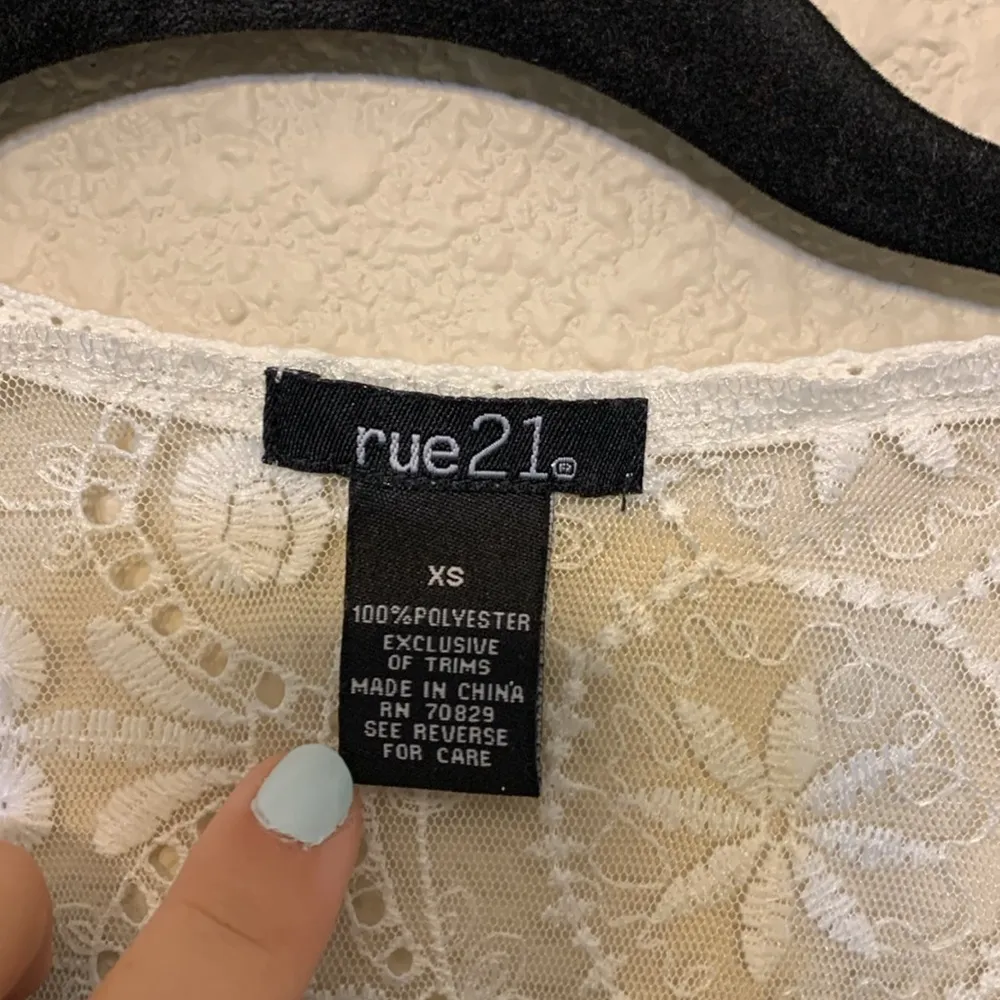 rue21®
XS
100%POLYESTER
EXCLUSIVE
OF TRIMS
MADE IN CHINA
RN 70829
SEE REVERSE
FOR CARE